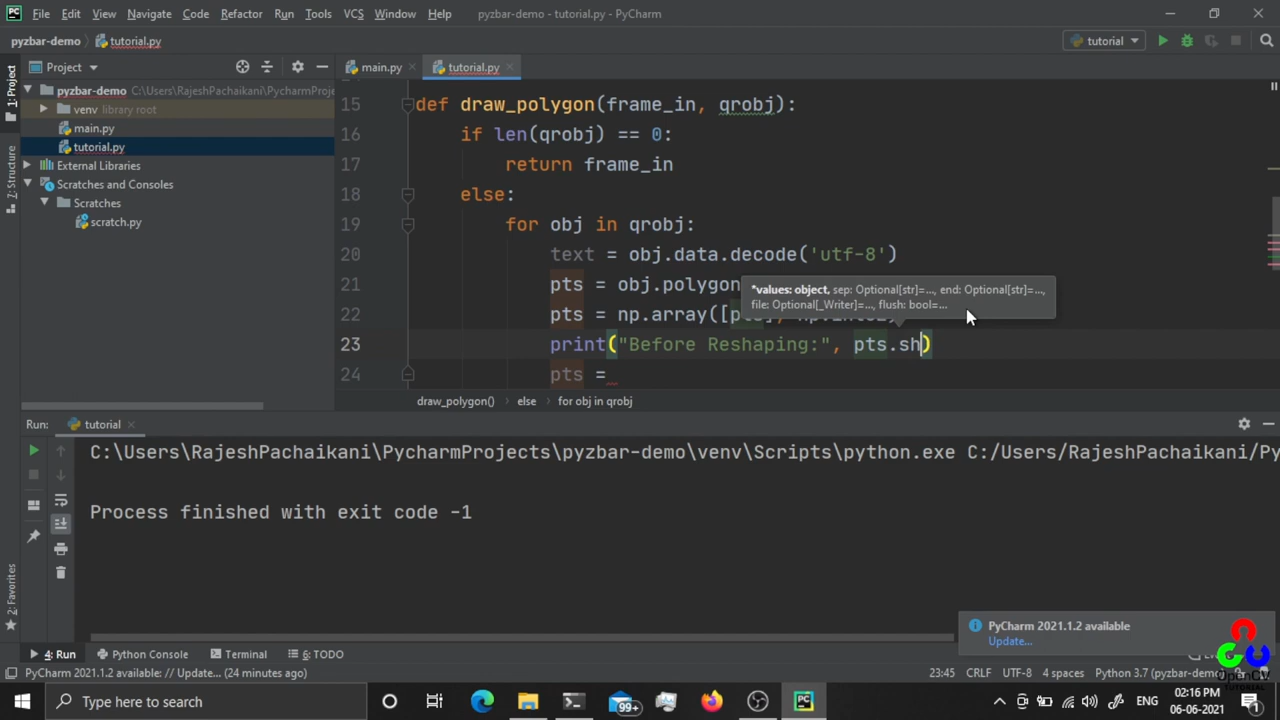 File Edit View Navigate Code Refactor Run Tools VCS Window Help pyzbar-demo - tutorial.py - PyCharm
pyzbar-demo tutorial.py tutorial
Project main.py tutorial.py
1: Project
7: Structure
2: Favorites
pyzbar-demo C:\Users\RajeshPachaikani\PycharmProje
venv library root
main.py
tutorial.py
External Libraries
Scratches and Consoles
Scratches
scratch.py
15 def draw_polygon(frame_in, qrobj):
16 if len(qrobj) == 0:
17 return frame_in
18 else:
19 for obj in qrobj:
20 text = obj.data.decode('utf-8')
21 pts = obj.polygon
*values: object, sep: Optional[str]=..., end: Optional[str]=...,
file: Optional[_Writer]=..., flush: bool=...
pts = np.array([
23 print("Before Reshaping:", pts.sh)
24 pts =
draw_polygon() else for obj in qrobj
Run: tutorial
C:\Users\RajeshPachaikani\PycharmProjects\pyzbar-demo\venv\Scripts\python.exe C:/Users/RajeshPachaikani/Py
Process finished with exit code -1
PyCharm 2021.1.2 available
Update...
4: Run Python Console Terminal 6: TODO
OpenCV
TUTORIAL
PyCharm 2021.1.2 available: // Update... (24 minutes ago) 23:45 CRLF UTF-8 4 spaces Python 3.7 (pyzbar-demo)
Type here to search 99+ ENG 02:16 PM
06-06-2021 1